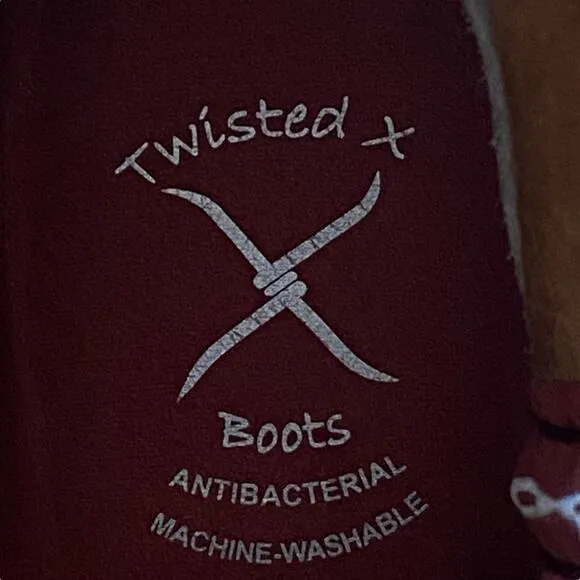 Twisted X
Boots
ANTIBACTERIAL
MACHINE-WASHABLE